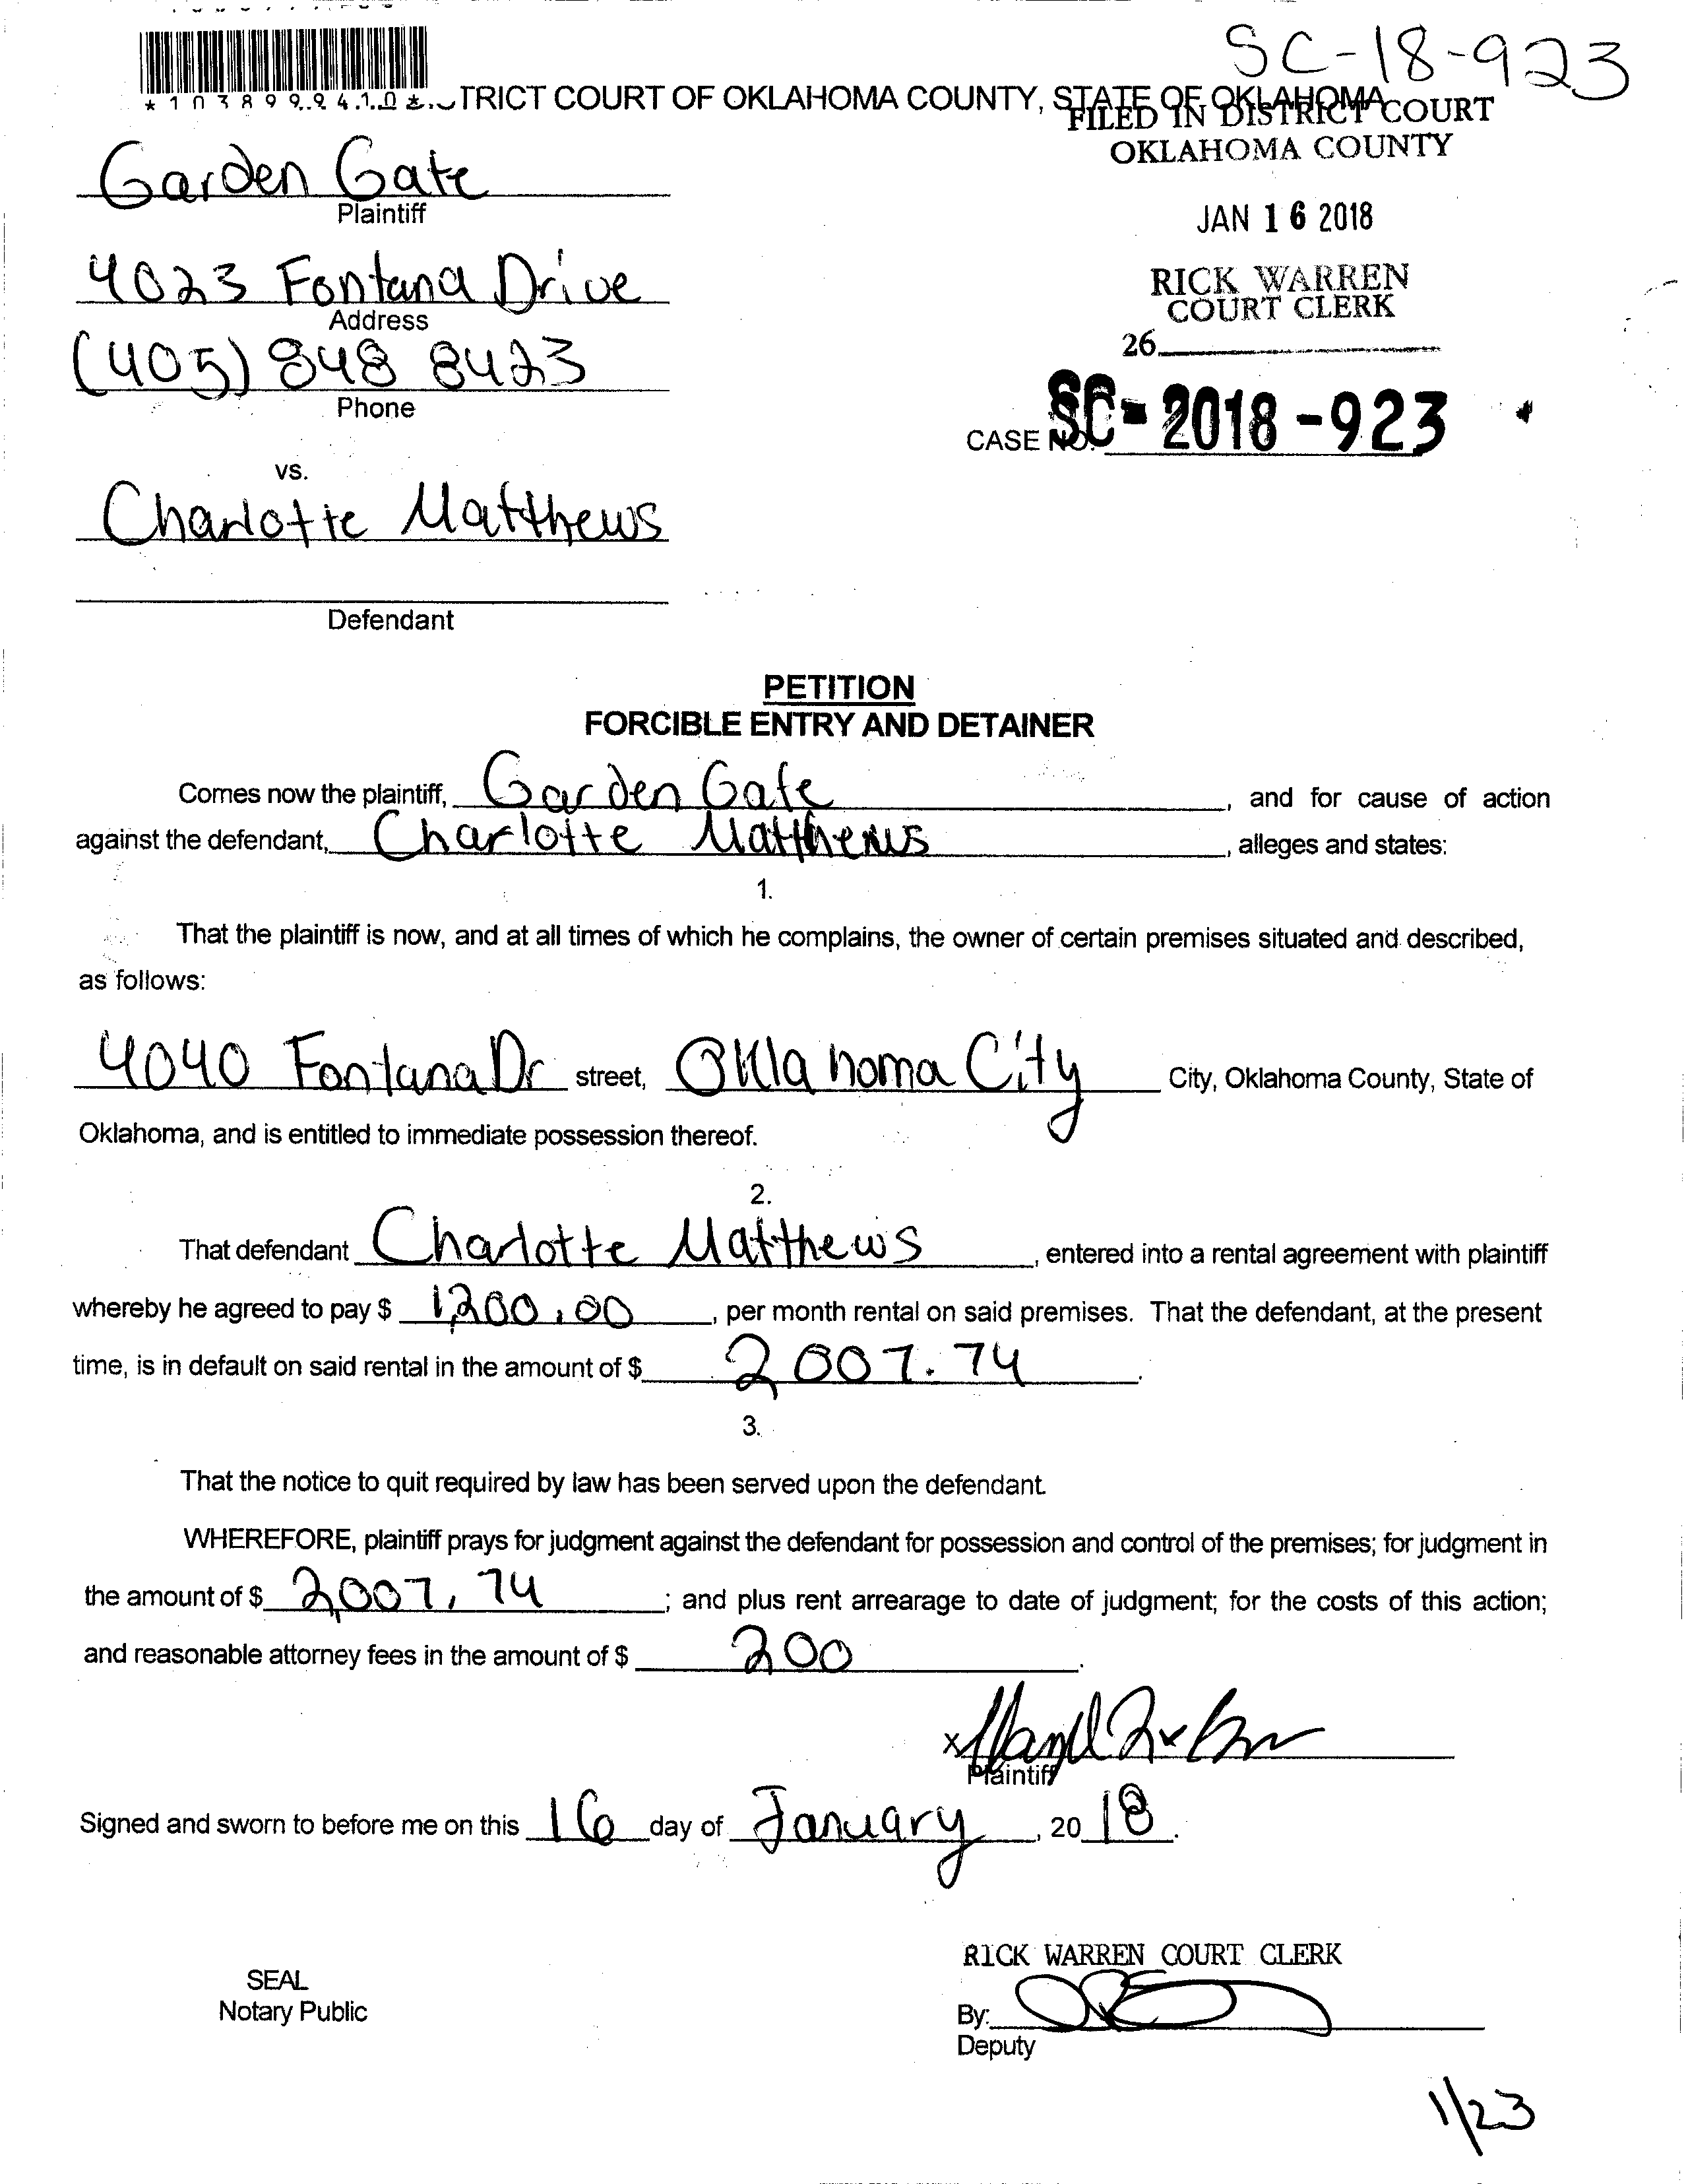 SC-18-923
TRICT COURT OF OKLAHOMA COUNTY, STATE OF OKLAHOMA
FILED IN DISTRICT COURT
OKLAHOMA COUNTY
Garden Gate
Plaintiff
JAN 16 2018
4023 Fontana Drive
Address
RICK WARREN
COURT CLERK
(405) 848 8423
Phone
26
CASE NO. SC-2018-923
vs.
Charlotte Matthews
Defendant
PETITION
FORCIBLE ENTRY AND DETAINER
Comes now the plaintiff, Garden Gate, and for cause of action
against the defendant, Charlotte Matthews, alleges and states:
1.
That the plaintiff is now, and at all times of which he complains, the owner of certain premises situated and described,
as follows:
4040 Fontana Dr street, Oklahoma City City, Oklahoma County, State of
Oklahoma, and is entitled to immediate possession thereof.
2.
That defendant Charlotte Matthews, entered into a rental agreement with plaintiff
whereby he agreed to pay $ 1,200.00, per month rental on said premises. That the defendant, at the present
time, is in default on said rental in the amount of $ 2007.74.
3.
That the notice to quit required by law has been served upon the defendant.
WHEREFORE, plaintiff prays for judgment against the defendant for possession and control of the premises; for judgment in
the amount of $ 2,007.74; and plus rent arrearage to date of judgment; for the costs of this action;
and reasonable attorney fees in the amount of $ 200.
x
Plaintiff
Signed and sworn to before me on this 16 day of January, 2018.
RICK WARREN COURT CLERK
SEAL
Notary Public
By:
Deputy
1/23